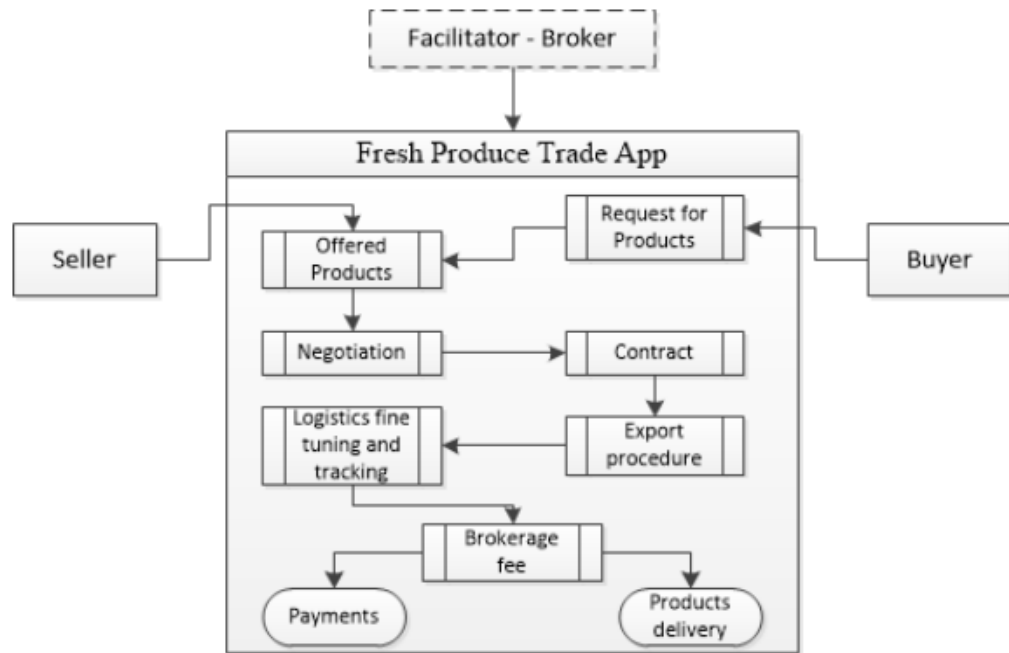 Facilitator - Broker
Fresh Produce Trade App
Seller
Offered
Products
Request for
Products
Buyer
Negotiation
Contract
Logistics fine
tuning and
tracking
Export
procedure
Brokerage
fee
Payments
Products
delivery